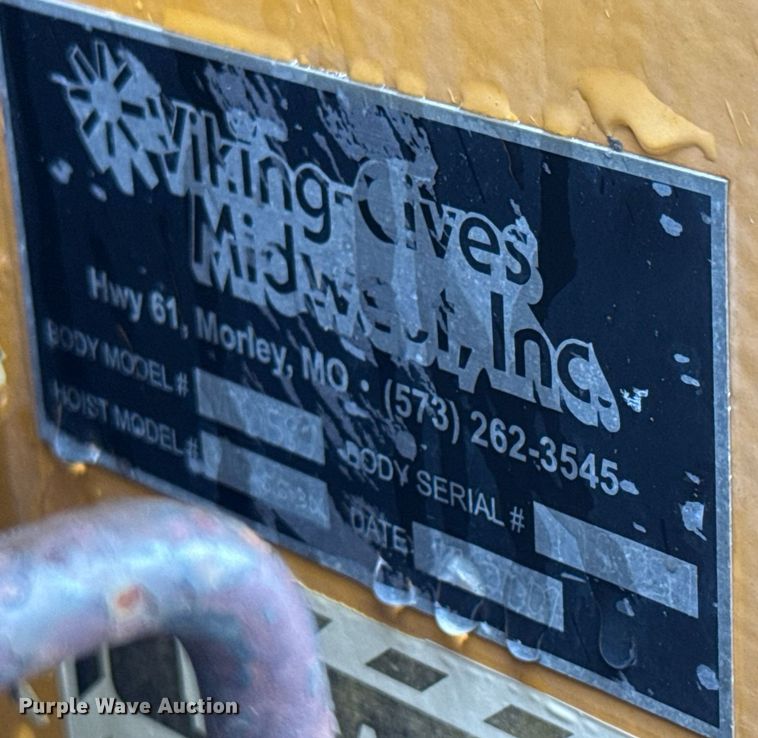 Viking-Cives
Midwest, Inc.
Hwy 61, Morley, MO • (573) 262-3545
BODY MODEL #
HOIST MODEL #
BODY SERIAL #
DATE
Purple Wave Auction